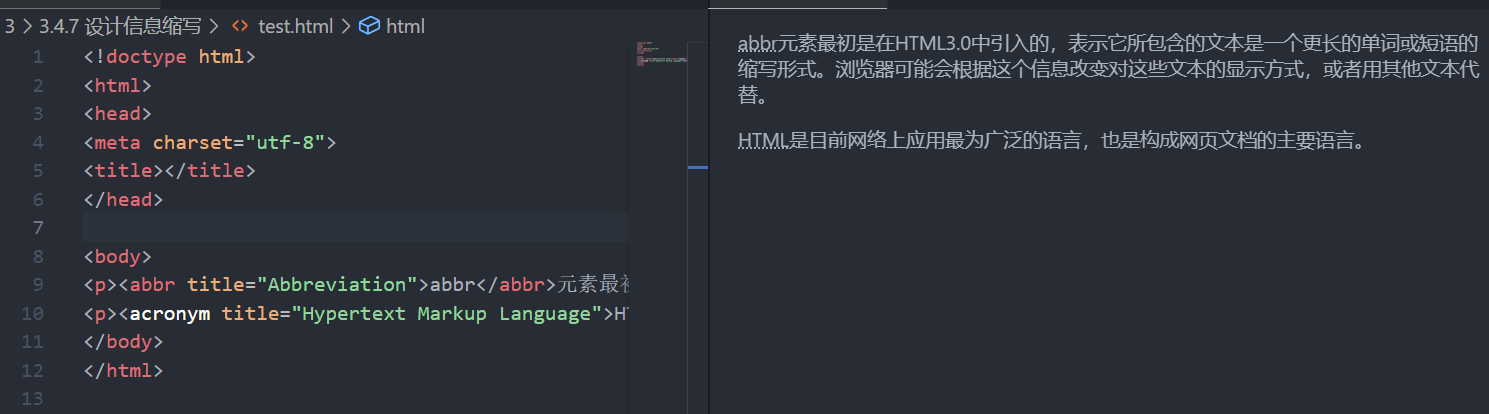 3 > 3.4.7 设计信息缩写 > <> test.html > html
1 <!doctype html>
2 <html>
3 <head>
4 <meta charset="utf-8">
5 <title></title>
6 </head>
7
8 <body>
9 <p><abbr title="Abbreviation">abbr</abbr>元素最初
10 <p><acronym title="Hypertext Markup Language">HT
11 </body>
12 </html>
13
abbr元素最初是在HTML3.0中引入的，表示它所包含的文本是一个更长的单词或短语的
缩写形式。浏览器可能会根据这个信息改变对这些文本的显示方式，或者用其他文本代
替。
HTML是目前网络上应用最为广泛的语言，也是构成网页文档的主要语言。